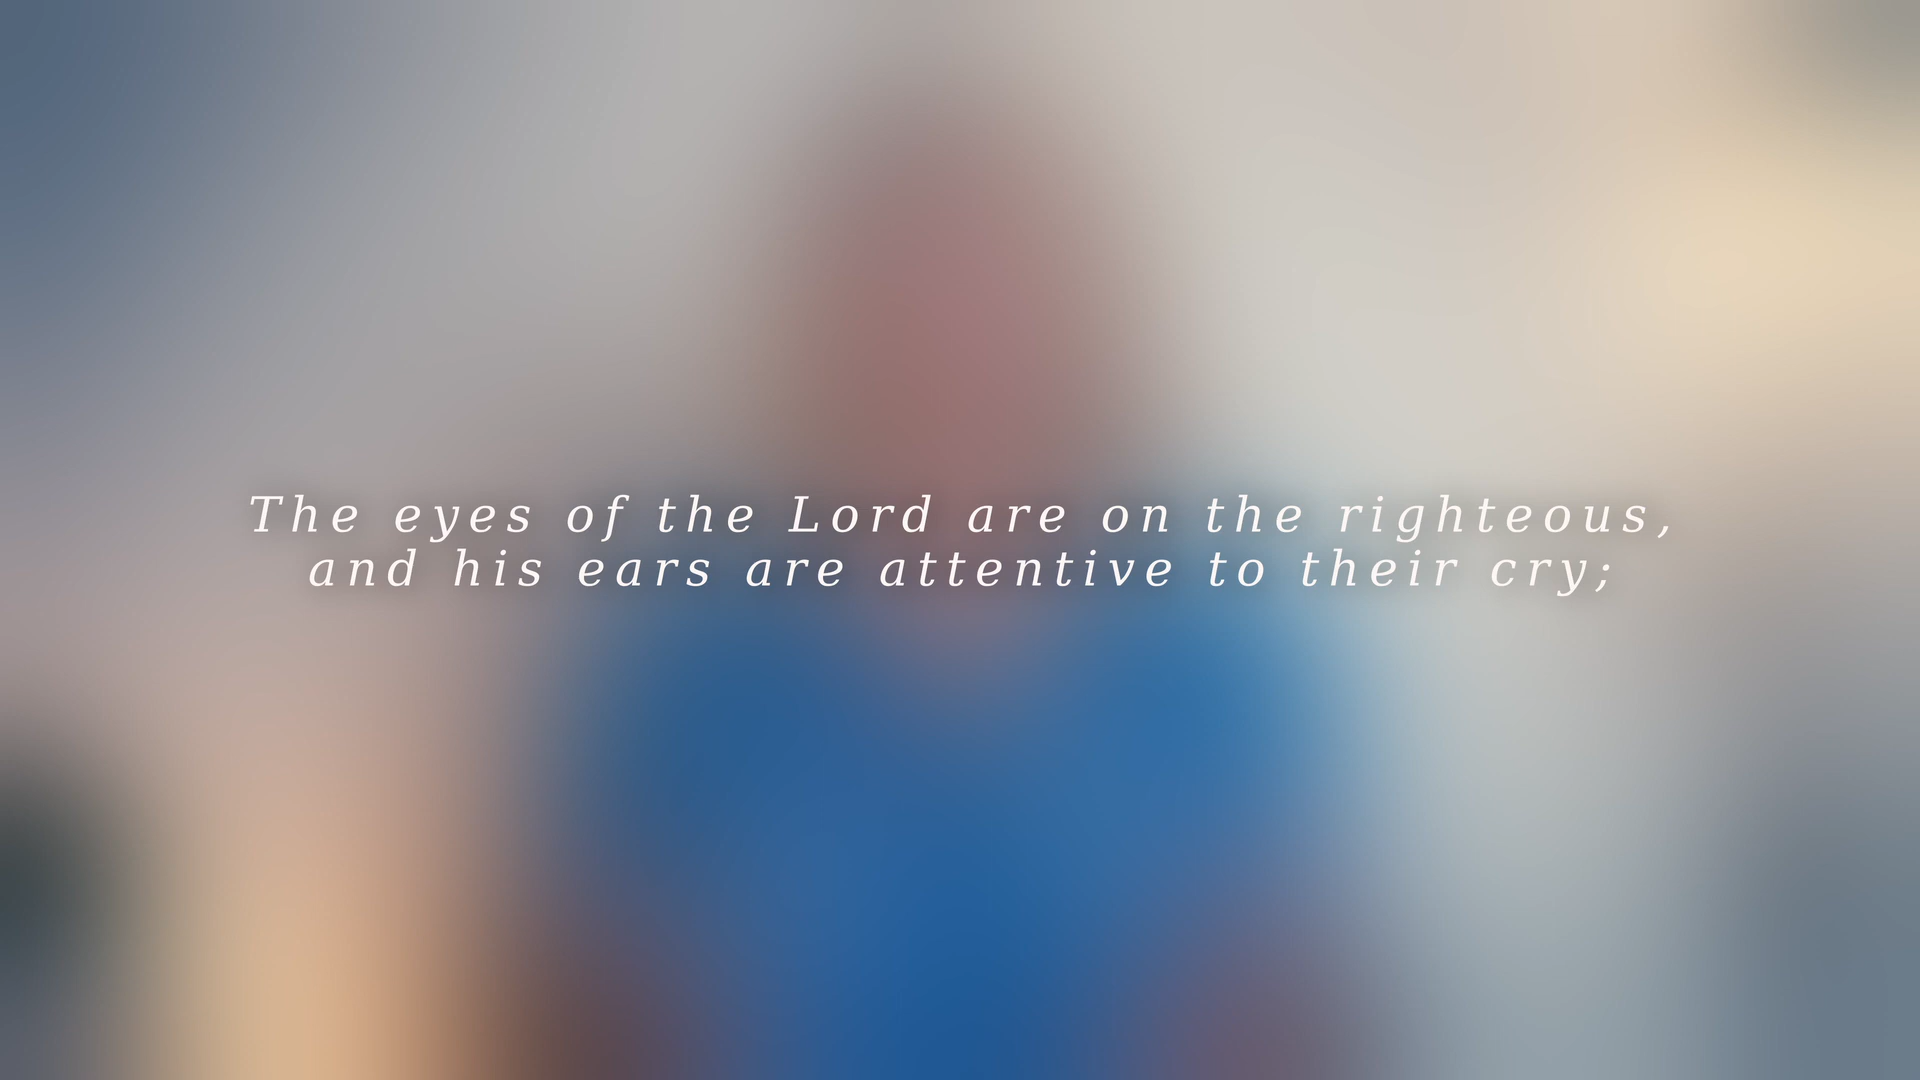 The eyes of the Lord are on the righteous,
and his ears are attentive to their cry;